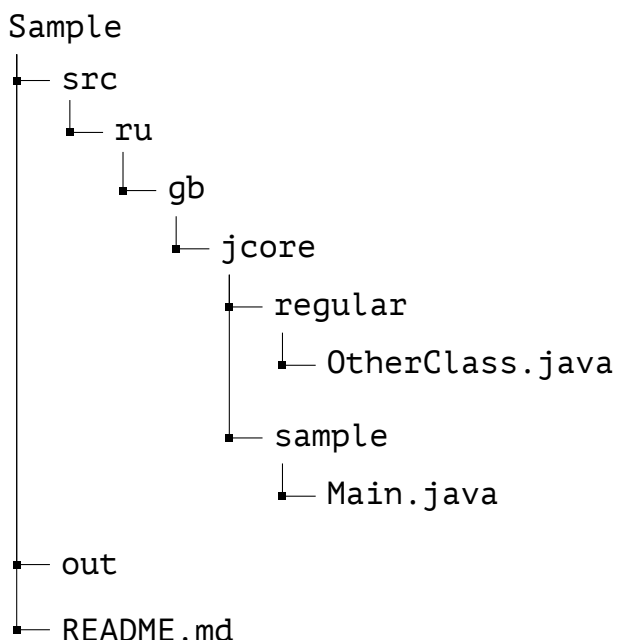 Sample
src
ru
gb
jcore
regular
OtherClass.java
sample
Main.java
out
README.md